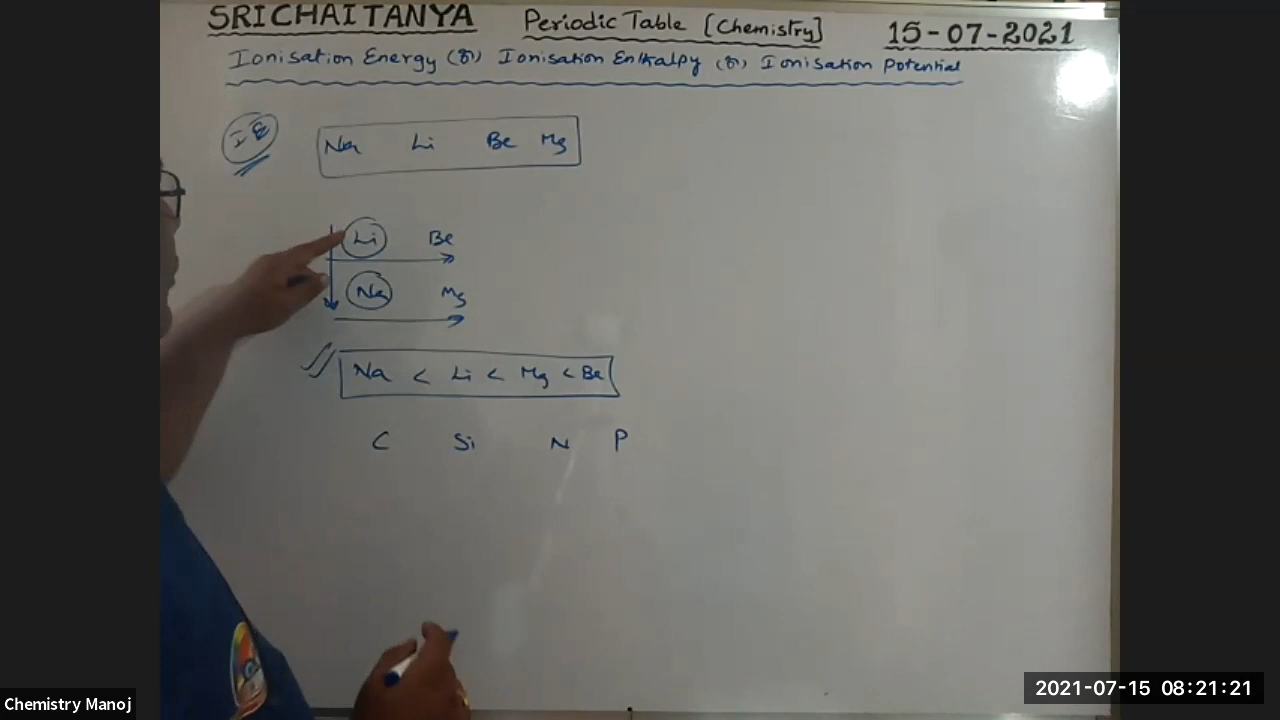 SRICHAITANYA Periodic Table [Chemistry] 15-07-2021
Ionisation Energy (or) Ionisation Enthalpy (or) Ionisation Potential
IE
Na Li Be Mg
Li Be
Na Mg
Na < Li < Mg < Be
C Si N P
Chemistry Manoj
2021-07-15 08:21:21